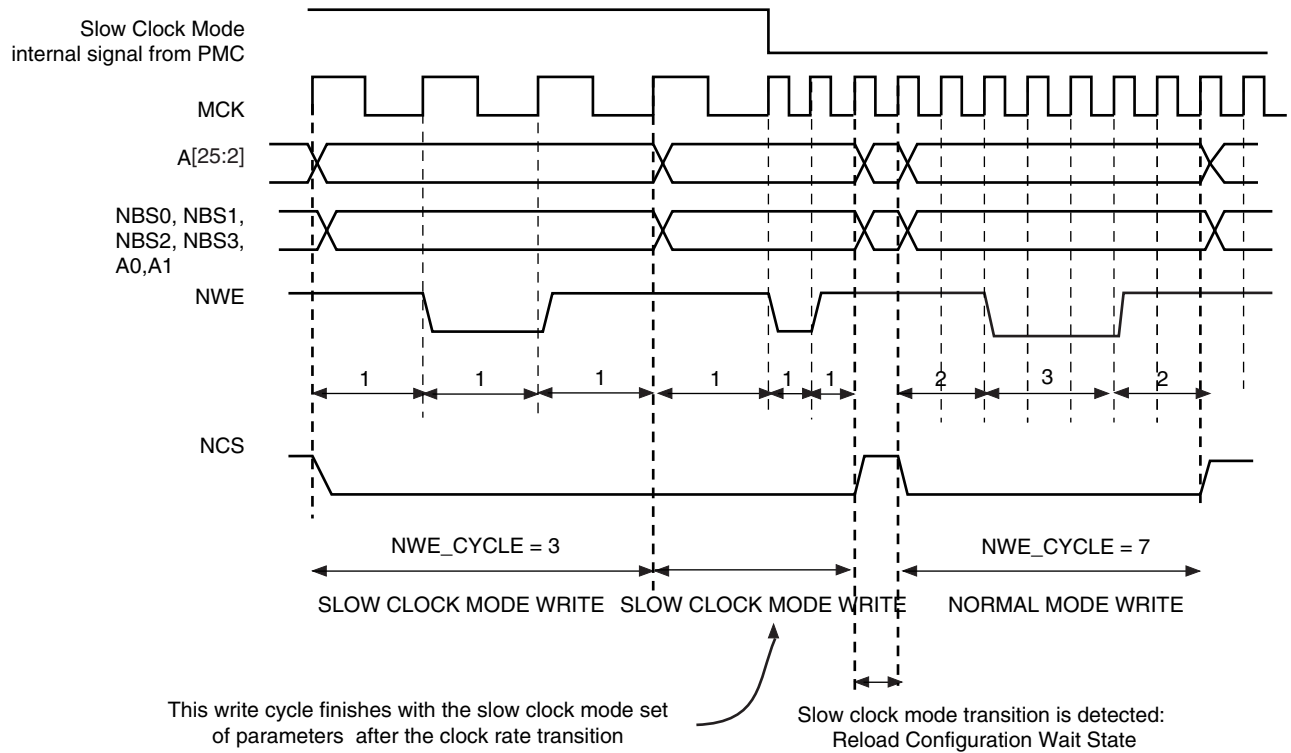 Slow Clock Mode
internal signal from PMC
MCK
A[25:2]
NBS0, NBS1,
NBS2, NBS3,
A0,A1
NWE
1 1 1 1 1 1 2 3 2
NCS
NWE_CYCLE = 3 NWE_CYCLE = 7
SLOW CLOCK MODE WRITE SLOW CLOCK MODE WRITE NORMAL MODE WRITE
This write cycle finishes with the slow clock mode set
of parameters after the clock rate transition
Slow clock mode transition is detected:
Reload Configuration Wait State